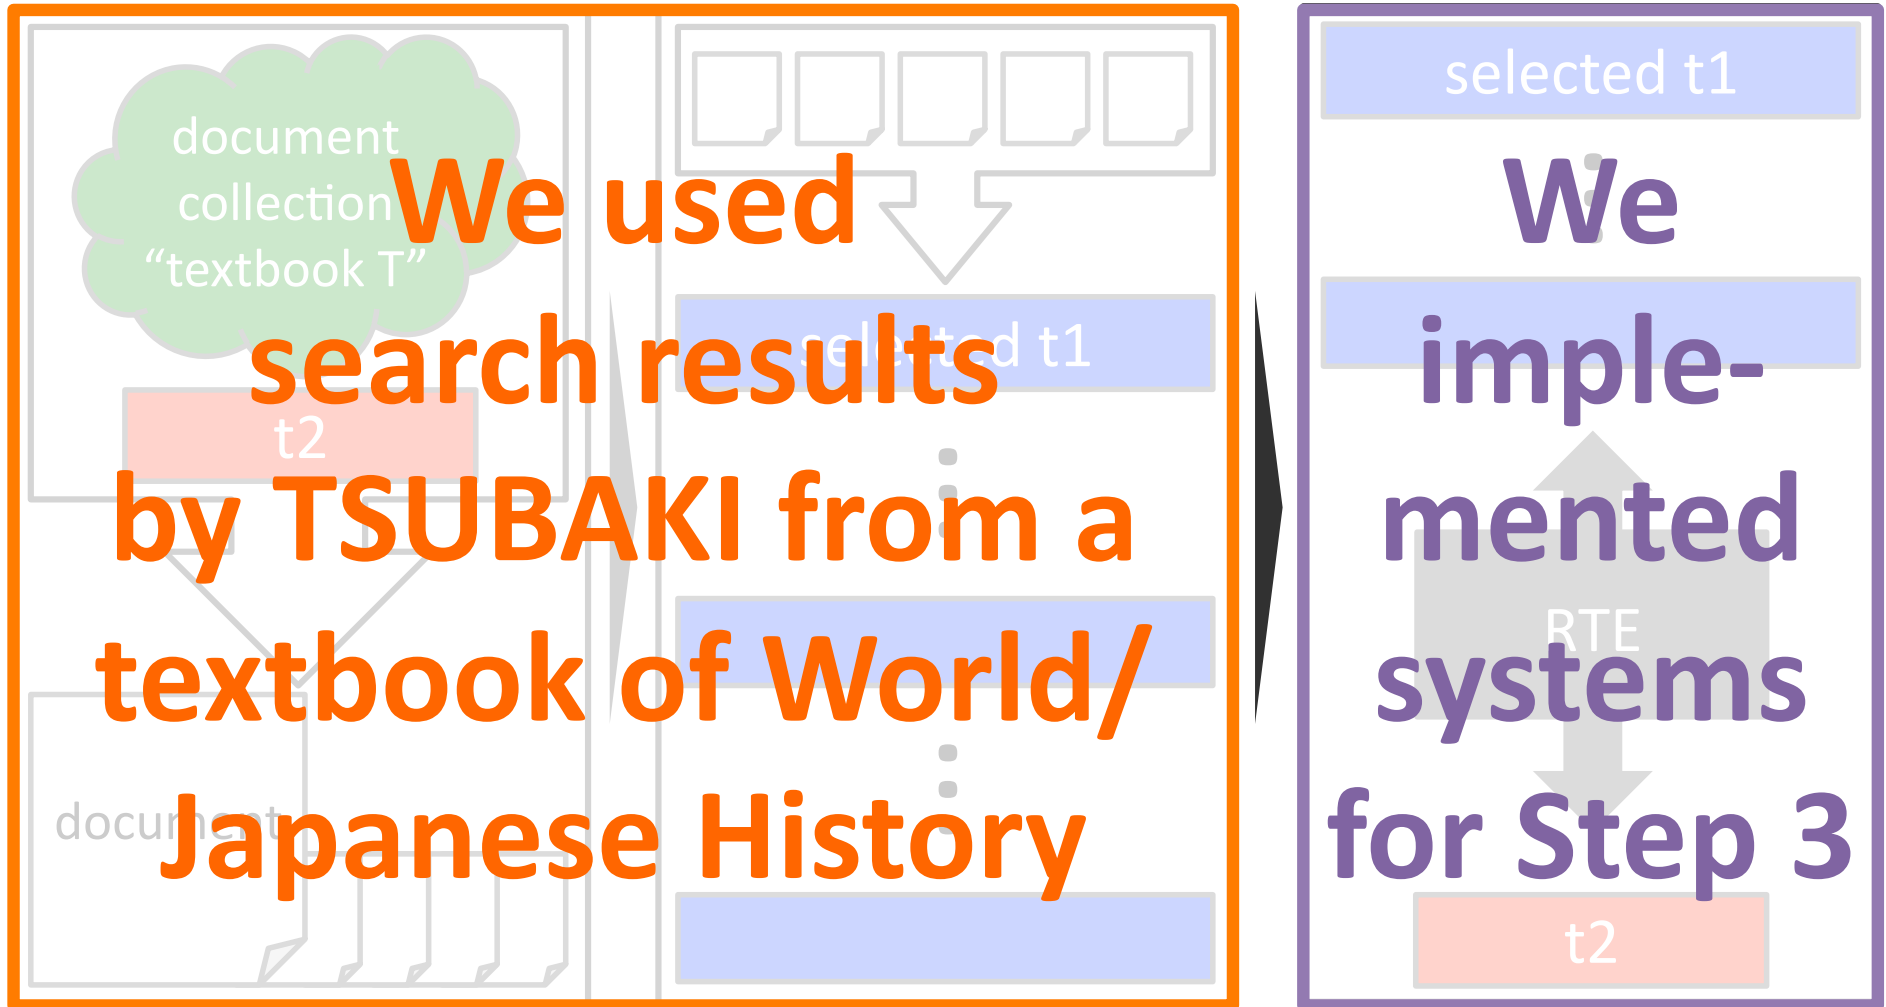 We used
search results
by TSUBAKI from a
textbook of World/
Japanese History
document
collection
“textbook T”
t2
document
selected t1
We
imple-
mented
systems
for Step 3
selected t1
RTE
t2